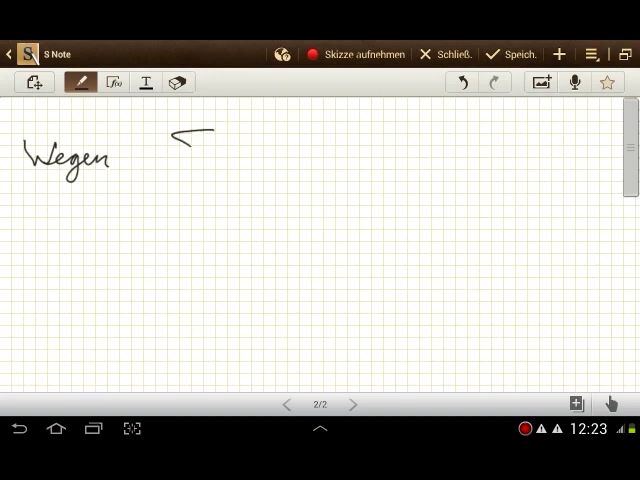 S Note
Skizze aufnehmen
Schließ.
Speich.
f(x)
T
Wegen
2/2
12:23